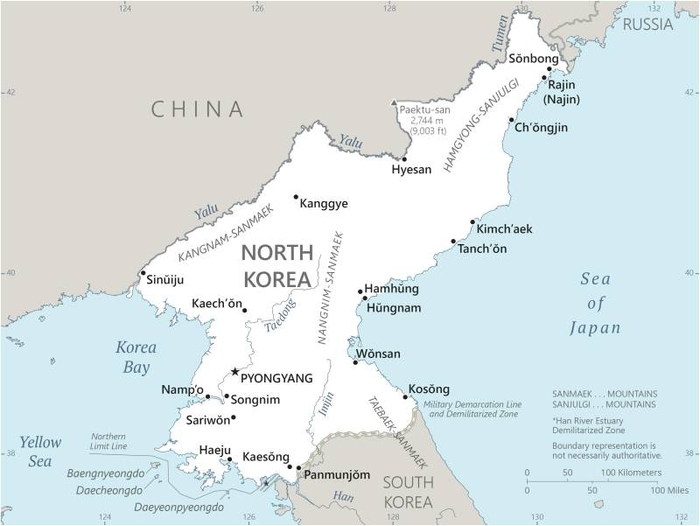 124
126
128
130
132
RUSSIA
Tumen
Sŏnbong
42
Rajin
(Najin)
42
CHINA
Paektu-san
2,744 m
(9,003 ft)
HAMGYONG-SANJULGI
Ch'ŏngjin
Yalu
Hyesan
Kanggye
Yalu
KANGNAM-SANMAEK
Kimch'aek
Tanch'ŏn
NANGNIM-SANMAEK
NORTH
KOREA
40
Sinŭiju
40
Sea
of
Japan
Hamhŭng
Hŭngnam
Kaech'ŏn
Taedong
Korea
Bay
Wŏnsan
PYONGYANG
Namp'o
Songnim
Kosŏng
Imjin
Military Demarcation Line
and Demilitarized Zone
SANMAEK . . . MOUNTAINS
SANJULGI . . . MOUNTAINS
TAEBAEK-SANMAEK
Sariwŏn
*Han River Estuary
Demilitarized Zone
Yellow
Sea
Northern
Limit Line
Boundary representation is
not necessarily authoritative.
38
Haeju
Kaesŏng
38
Baengnyeongdo
Panmunjŏm
0 50 100 Kilometers
Daecheongdo
SOUTH
KOREA
0 50 100 Miles
Daeyeonpyeongdo
*
Han
124
126
128
130
132